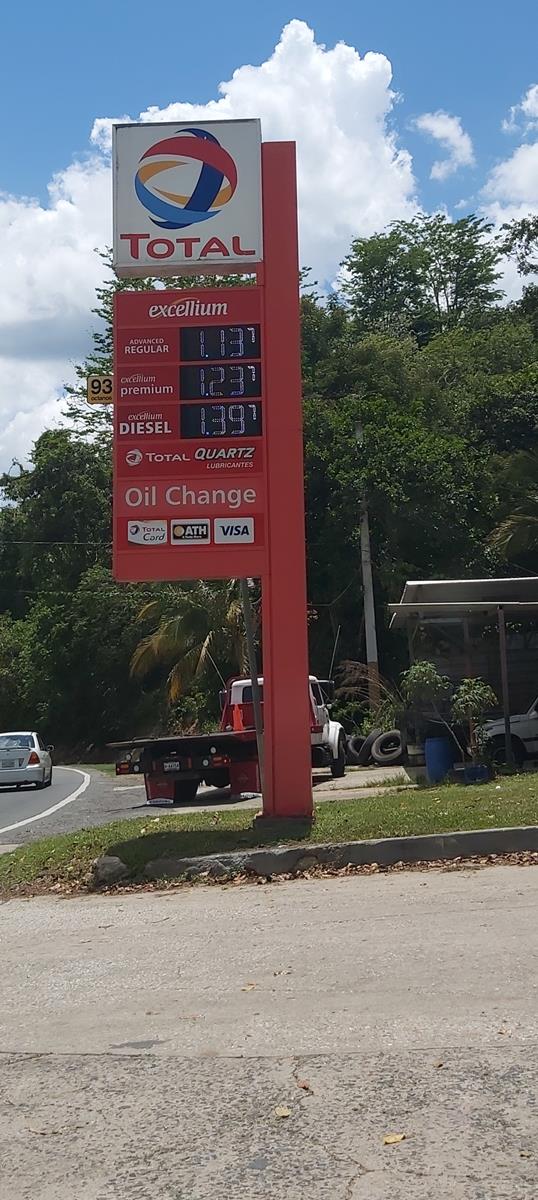 TOTAL
excellium
ADVANCED
REGULAR
1.13⁷
93
octanos
excellium
premium
1.23⁷
excellium
DIESEL
1.39⁷
TOTAL QUARTZ
LUBRICANTES
Oil Change
TOTAL
Card
ATH
VISA